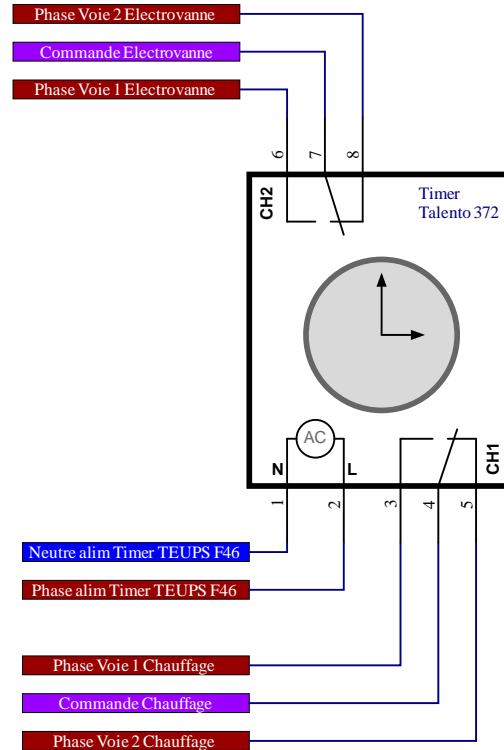 Phase Voie 2 Electrovanne
Commande Electrovanne
Phase Voie 1 Electrovanne
6
7
8
CH2
Timer
Talento 372
AC
N
L
CH1
1
2
3
4
5
Neutre alim Timer TEUPS F46
Phase alim Timer TEUPS F46
Phase Voie 1 Chauffage
Commande Chauffage
Phase Voie 2 Chauffage